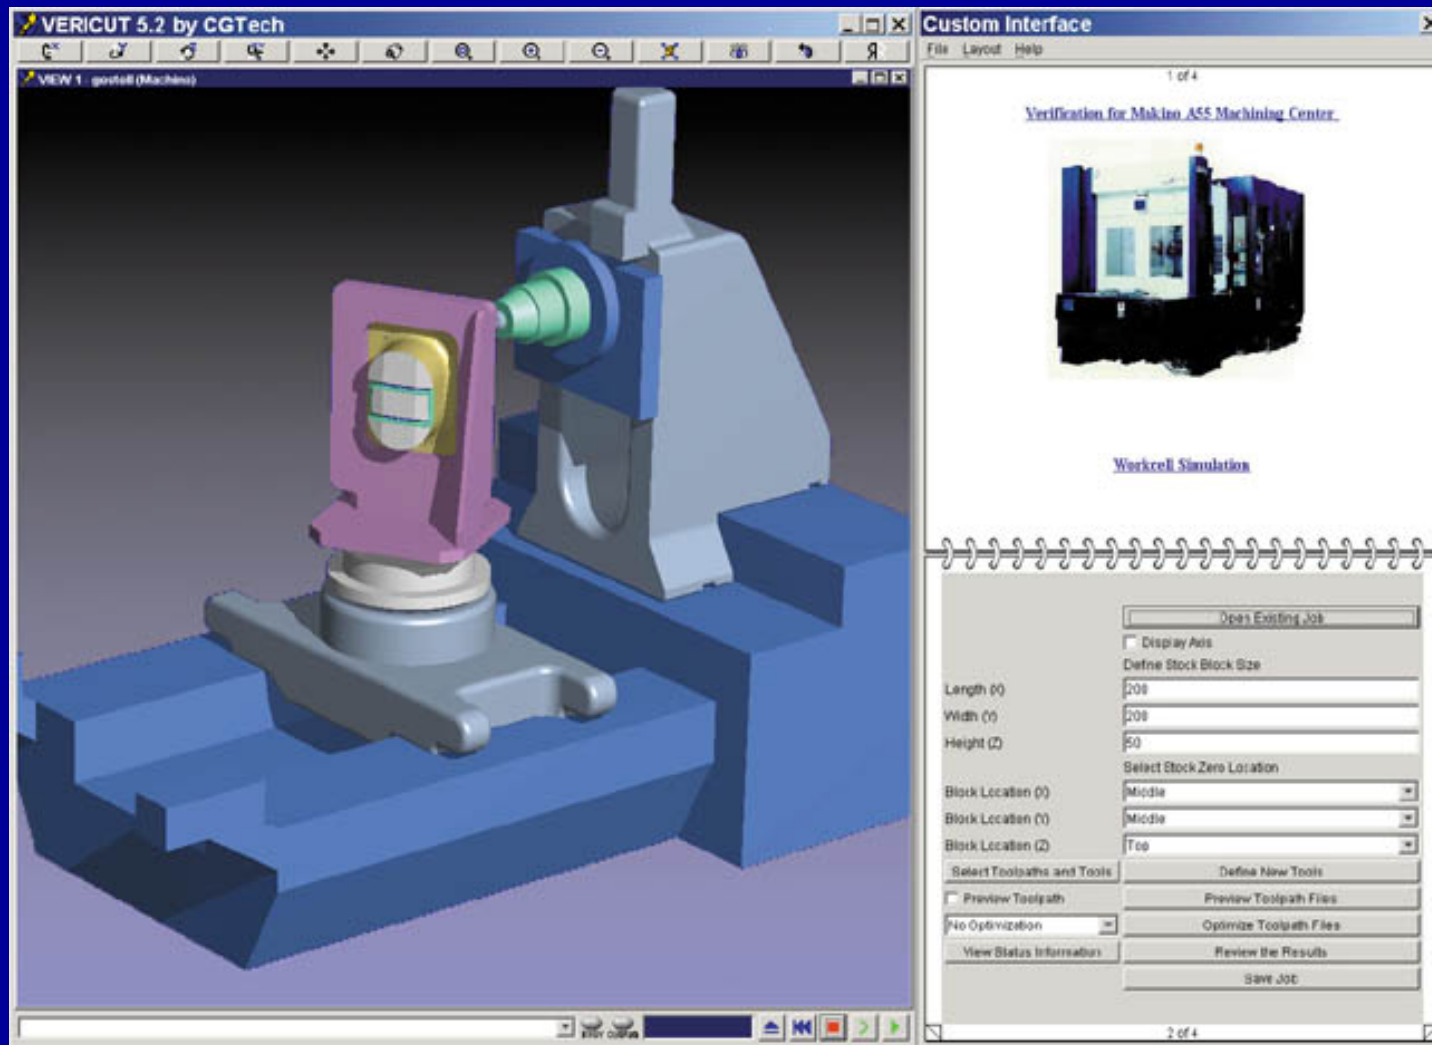 VERICUT 5.2 by CGTech
VIEW 1 - gostoll (Machino)
Custom Interface
File Layout Help
1 of 4
Verification for Makino A55 Machining Center
Workcell Simulation
Open Existing Job
Display Axis
Define Stock Block Size
Length (X) 200
Width (Y) 200
Height (Z) 50
Select Stock Zero Location
Block Location (X) Middle
Block Location (Y) Middle
Block Location (Z) Top
Select Toolpaths and Tools Define New Tools
Preview Toolpath Preview Toolpath Files
No Optimization Optimize Toolpath Files
View Status Information Review the Results
Save Job
2 of 4